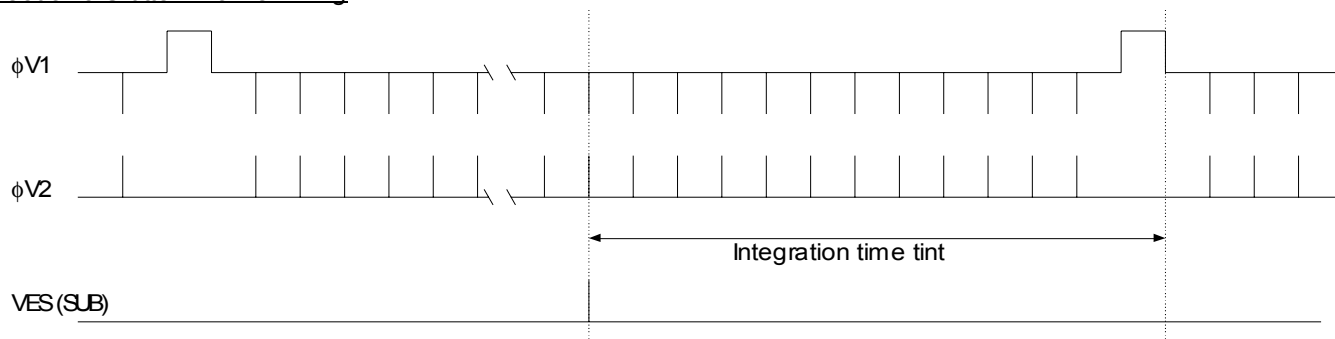 ϕV1
ϕV2
Integration time tint
VES (SUB)